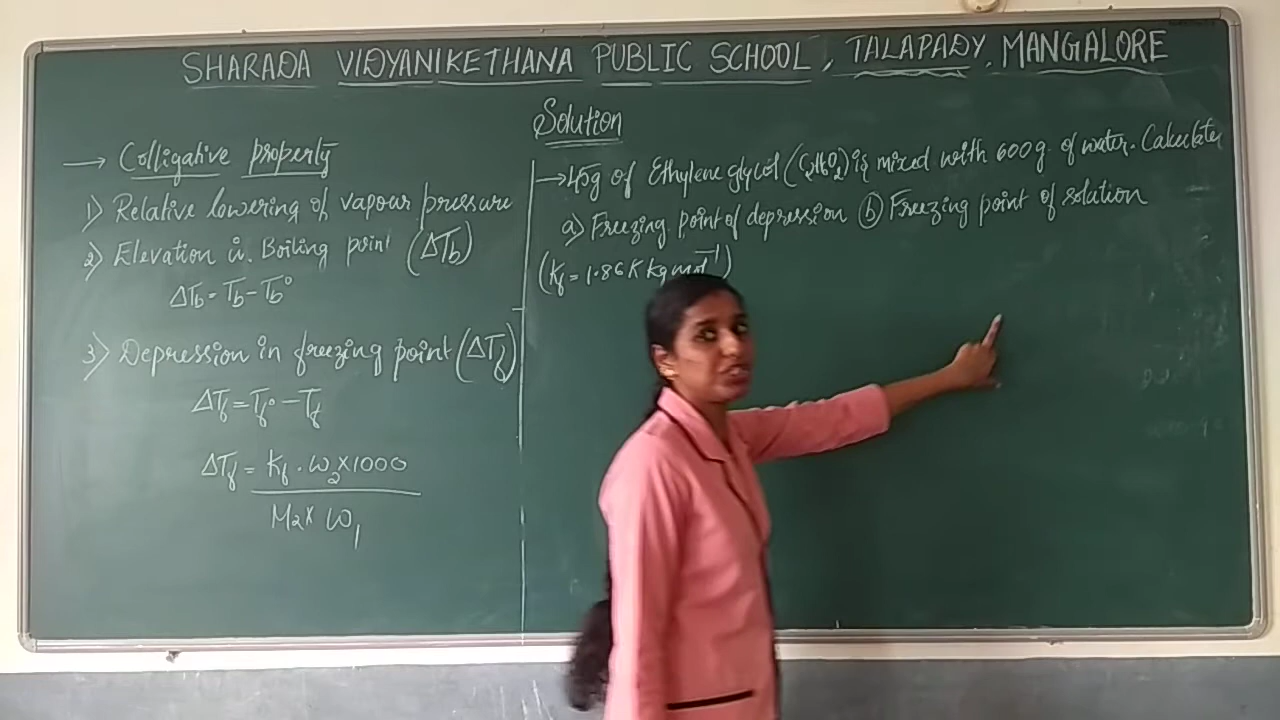 SHARADA VIDYANIKETHANA PUBLIC SCHOOL, TALAPADY, MANGALORE
Solution
→ Colligative property
1) Relative lowering of vapour pressure
2) Elevation in Boiling point (ΔTb)
ΔTb = Tb - Tb°
3) Depression in freezing point (ΔTf)
ΔTf = Tf° - Tf
ΔTf = Kf . W2 x 1000
M2 x W1
→ 45g of Ethylene glycol (C2H6O2) is mixed with 600g of water. Calculate
a) Freezing point of depression (b) Freezing point of solution
(Kf = 1.86 K kg mol-1)